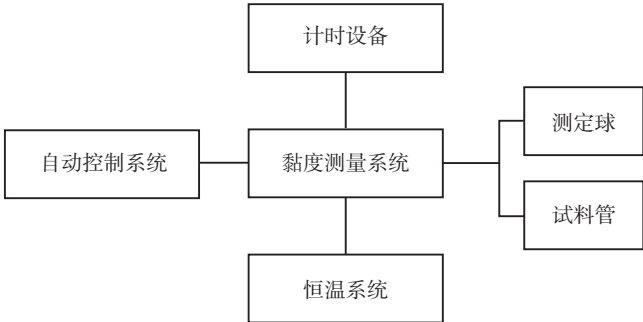 计时设备
测定球
自动控制系统
黏度测量系统
试料管
恒温系统